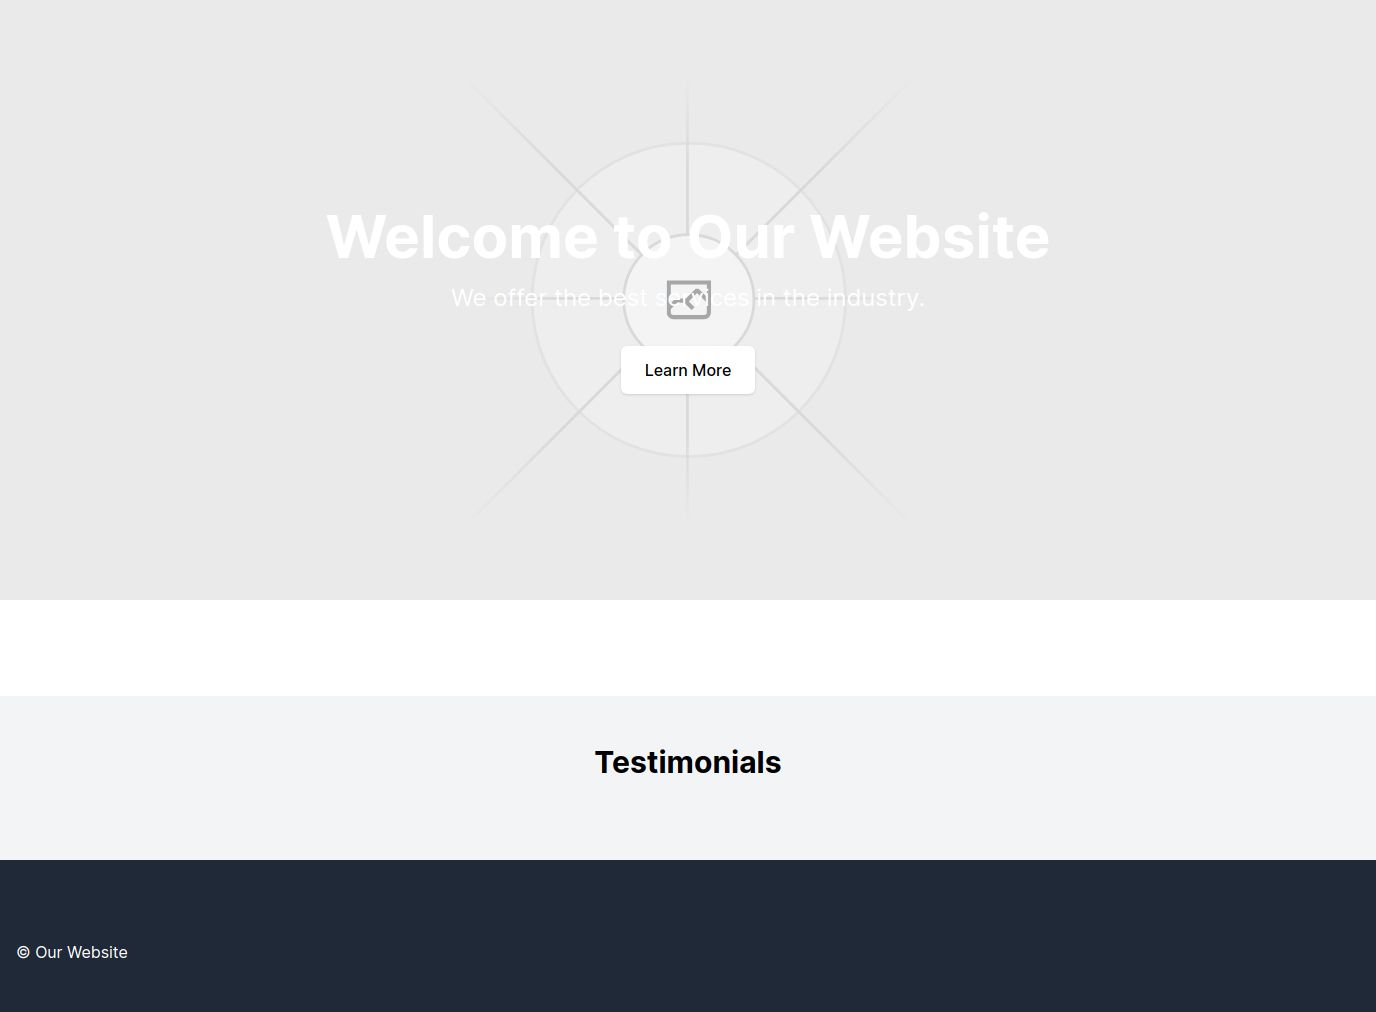 Welcome to Our Website
We offer the best services in the industry.
Learn More
Testimonials
© Our Website